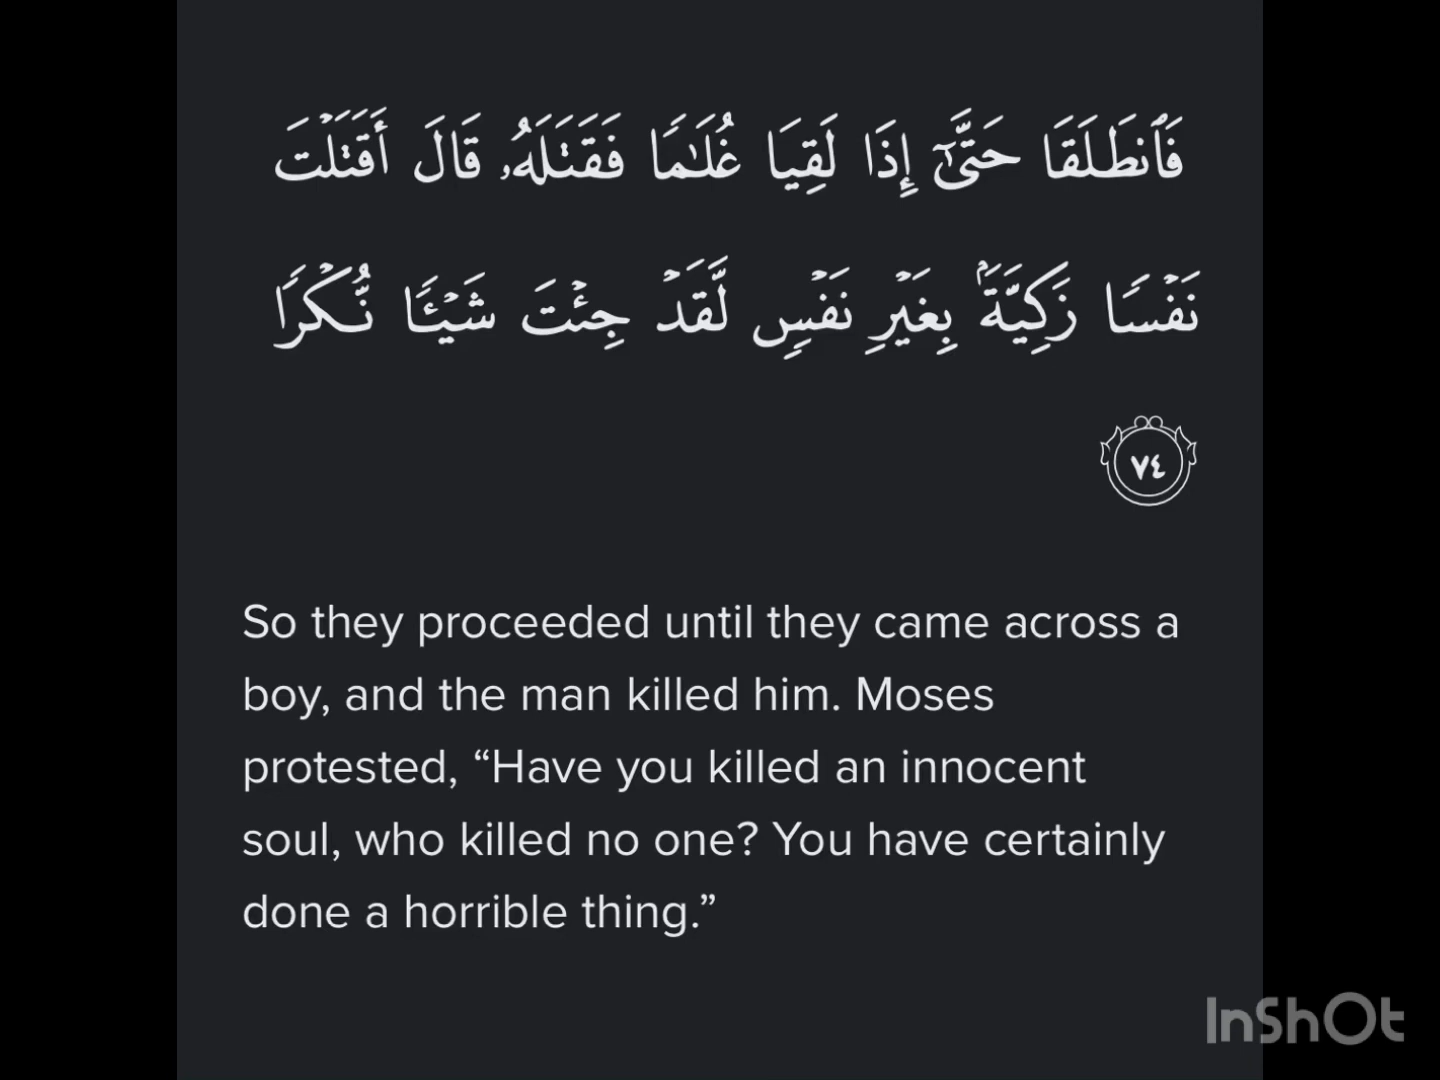 فَٱنطَلَقَا حَتَّىٰٓ إِذَا لَقِيَا غُلَـٰمًا فَقَتَلَهُۥ قَالَ أَقَتَلْتَ
نَفْسًا زَكِيَّةًۢ بِغَيْرِ نَفْسٍ لَّقَدْ جِئْتَ شَيْـًٔا نُّكْرًا
٧٤
So they proceeded until they came across a
boy, and the man killed him. Moses
protested, “Have you killed an innocent
soul, who killed no one? You have certainly
done a horrible thing.”
InShOt